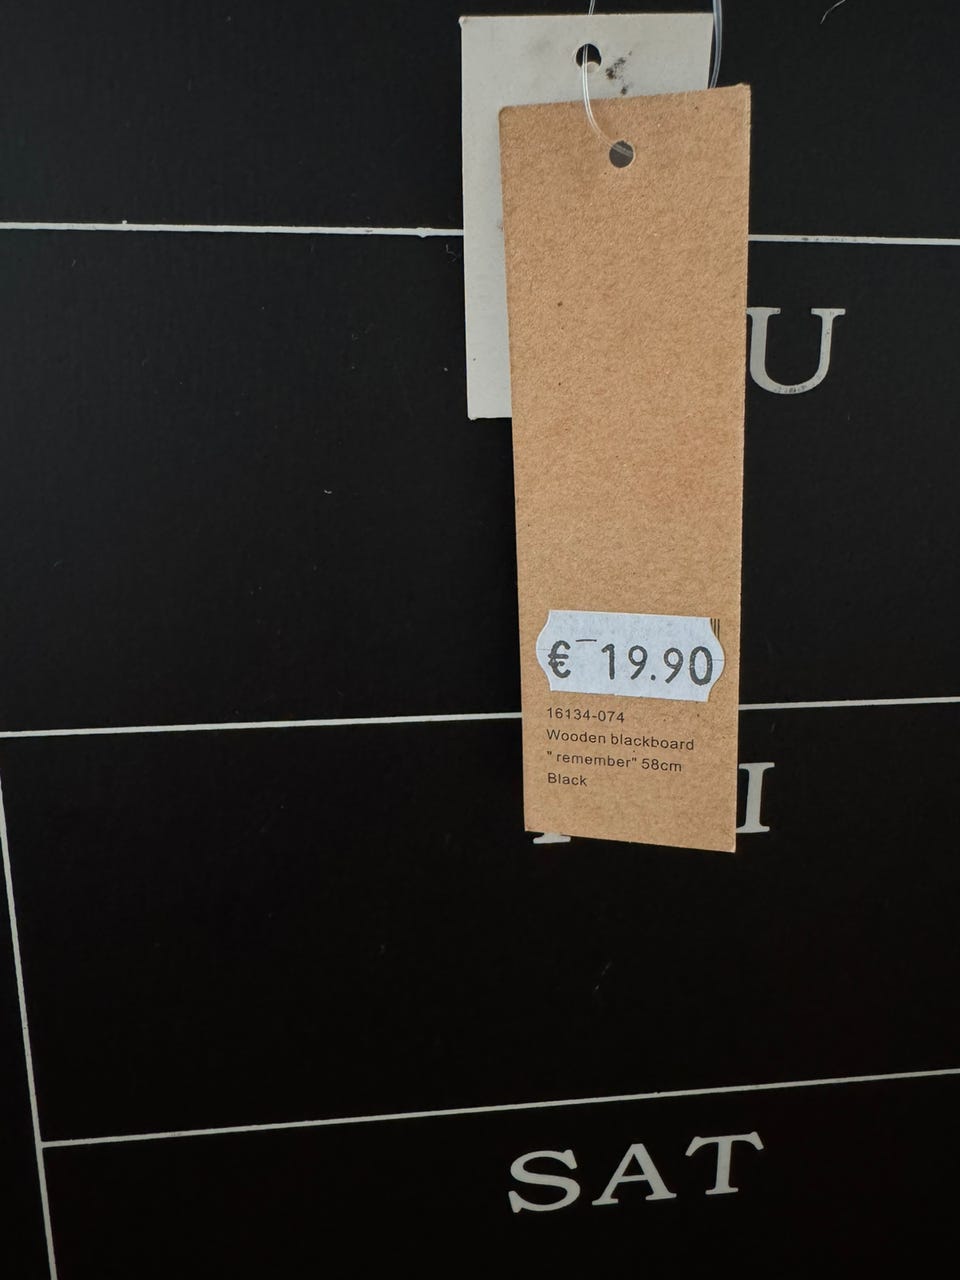 U
€ 19.90
16134-074
Wooden blackboard
" remember" 58cm
Black
I
SAT